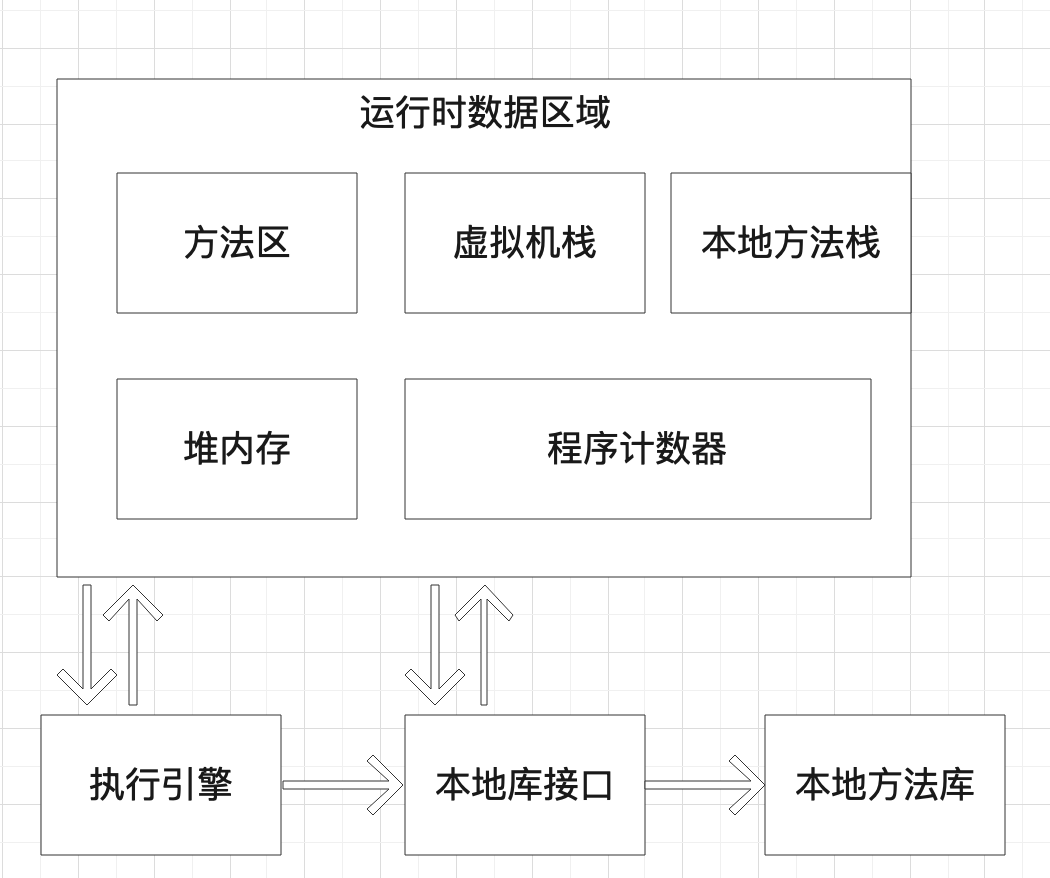 运行时数据区域
方法区
虚拟机栈
本地方法栈
堆内存
程序计数器
执行引擎
本地库接口
本地方法库